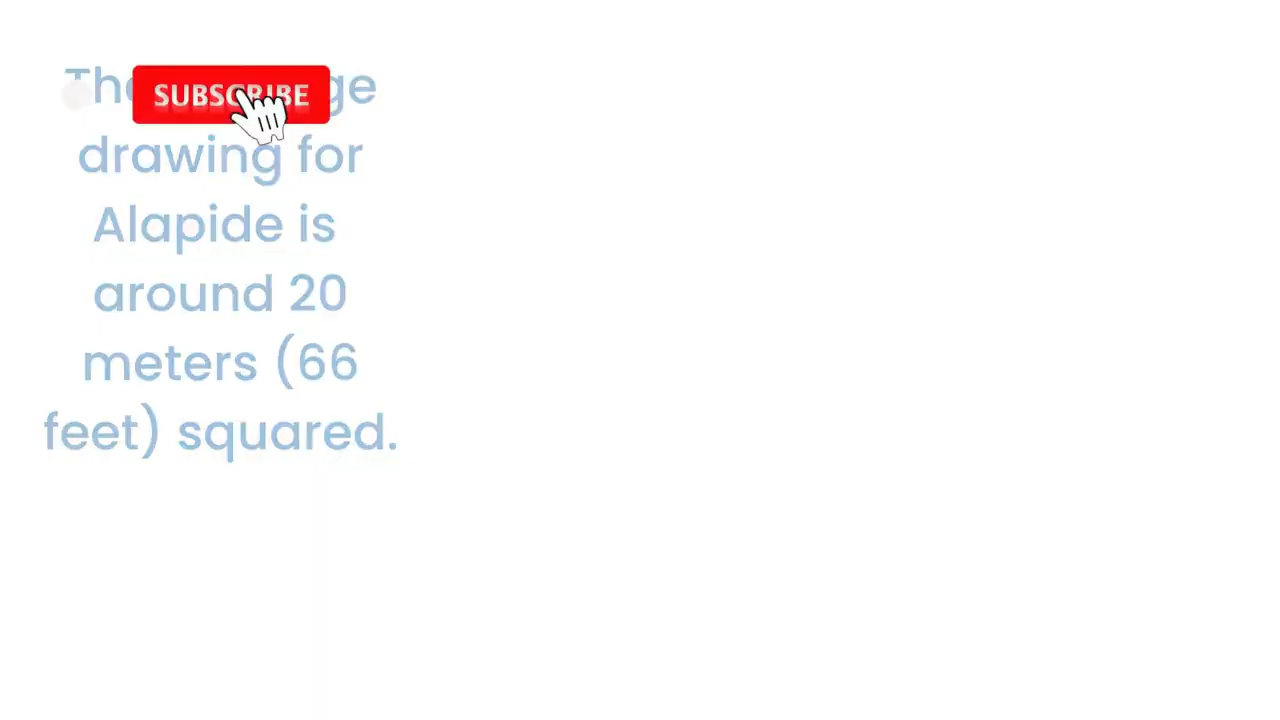 SUBSCRIBE
drawing for
Alapide is
around 20
meters (66
feet) squared.